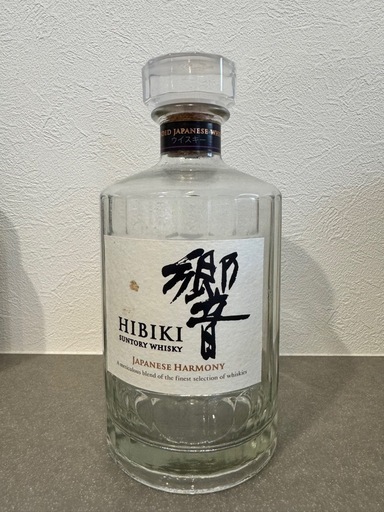 JAPANESE
ウイスキー
響
HIBIKI
SUNTORY WHISKY
JAPANESE HARMONY
A meticulous blend of the finest selection of whiskies